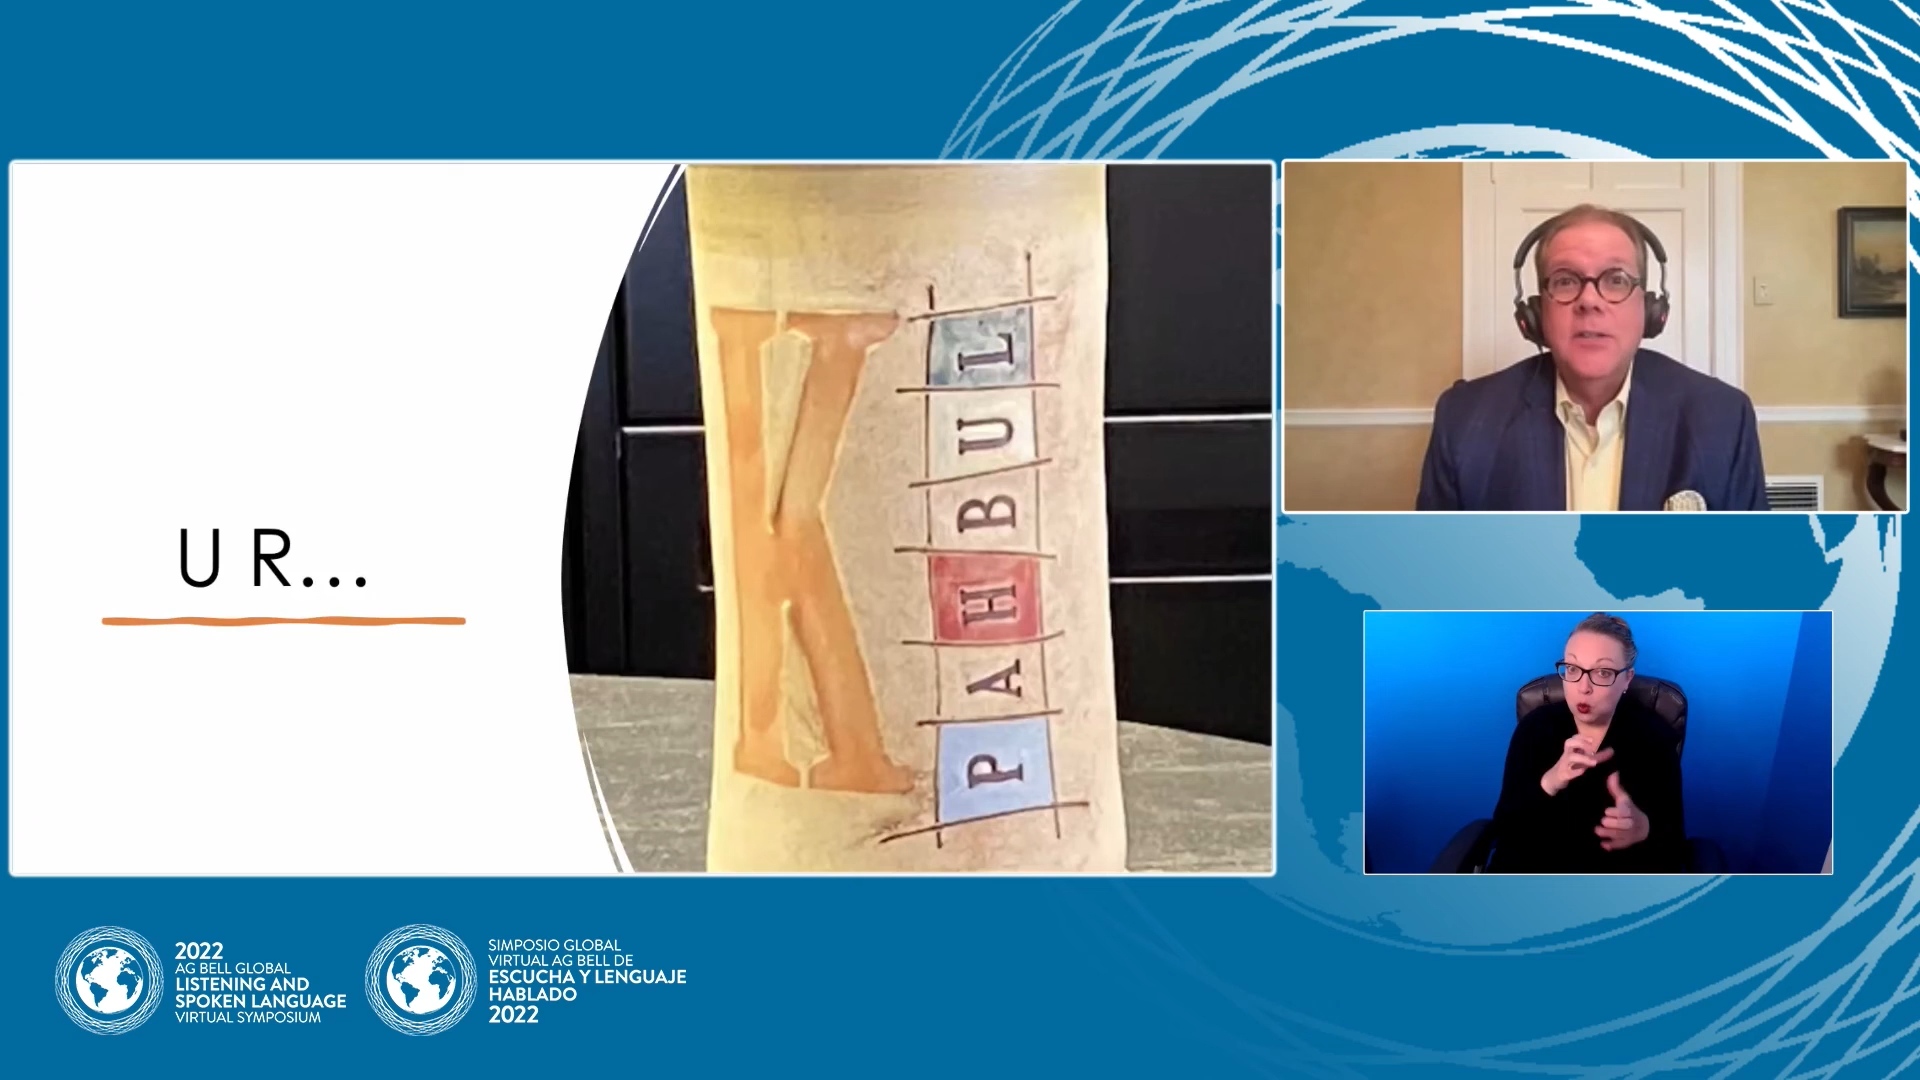 U R...
K
PAHBUL
2022
AG BELL GLOBAL
LISTENING AND
SPOKEN LANGUAGE
VIRTUAL SYMPOSIUM
SIMPOSIO GLOBAL
VIRTUAL AG BELL DE
ESCUCHA Y LENGUAJE
HABLADO
2022